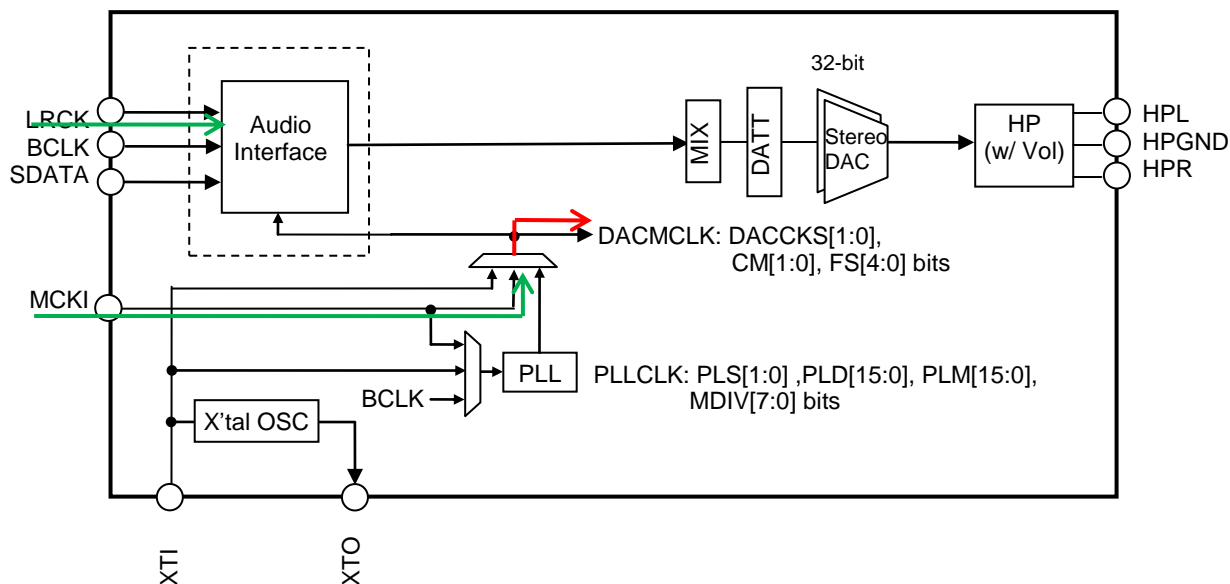 32-bit
LRCK
BCLK
SDATA
Audio
Interface
MIX
DATT
Stereo
DAC
HP
(w/ Vol)
HPL
HPGND
HPR
DACMCLK: DACCKS[1:0],
CM[1:0], FS[4:0] bits
MCKI
BCLK
PLL
PLLCLK: PLS[1:0] ,PLD[15:0], PLM[15:0],
MDIV[7:0] bits
X'tal OSC
XTI
XTO